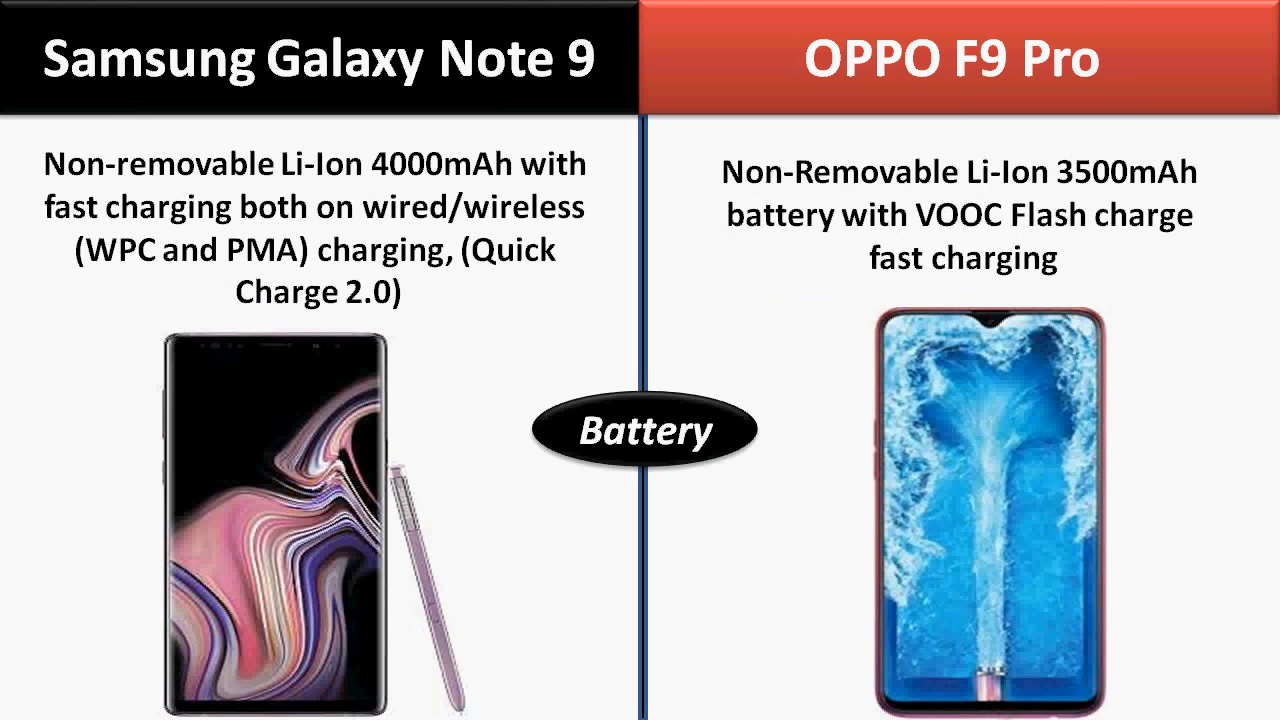 Samsung Galaxy Note 9
OPPO F9 Pro
Non-removable Li-Ion 4000mAh with
fast charging both on wired/wireless
(WPC and PMA) charging, (Quick
Charge 2.0)
Non-Removable Li-Ion 3500mAh
battery with VOOC Flash charge
fast charging
Battery